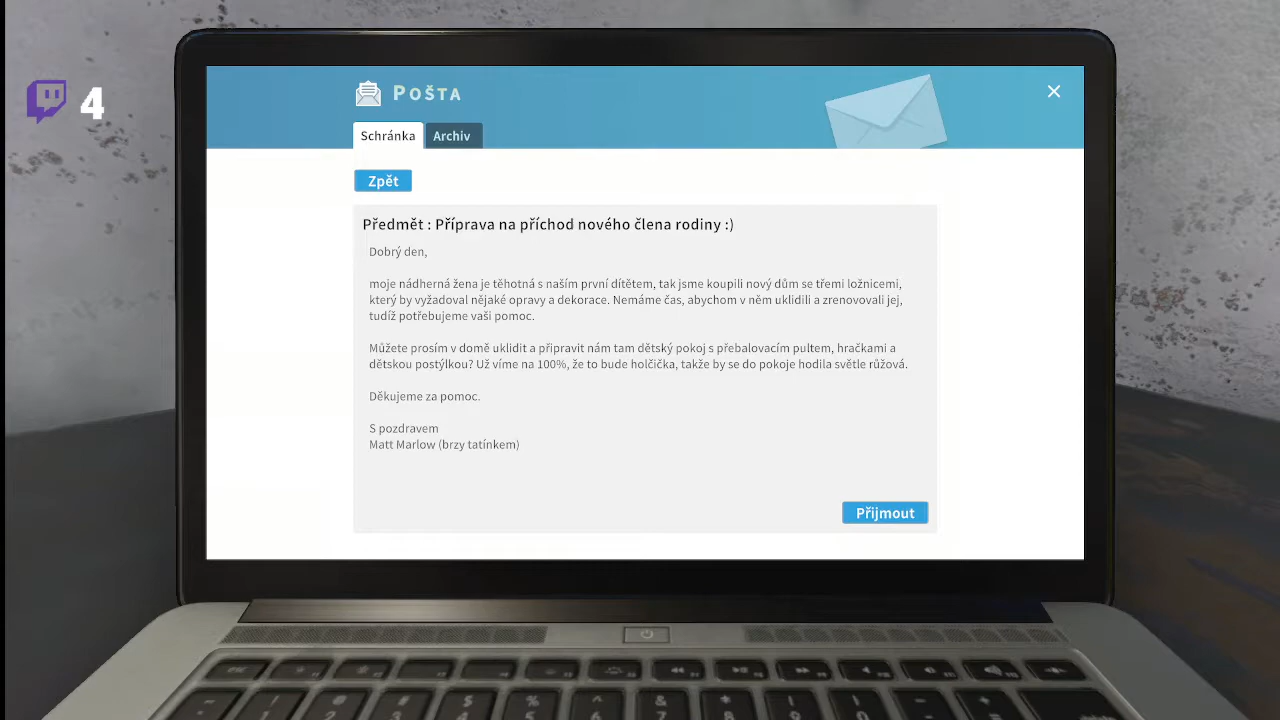 4
Pošta
Schránka
Archiv
Zpět
Předmět : Příprava na příchod nového člena rodiny :)
Dobrý den,
moje nádherná žena je těhotná s naším první dítětem, tak jsme koupili nový dům se třemi ložnicemi,
který by vyžadoval nějaké opravy a dekorace. Nemáme čas, abychom v něm uklidili a zrenovovali jej,
tudíž potřebujeme vaši pomoc.
Můžete prosím v domě uklidit a připravit nám tam dětský pokoj s přebalovacím pultem, hračkami a
dětskou postýlkou? Už víme na 100%, že to bude holčička, takže by se do pokoje hodila světle růžová.
Děkujeme za pomoc.
S pozdravem
Matt Marlow (brzy tatínkem)
Přijmout